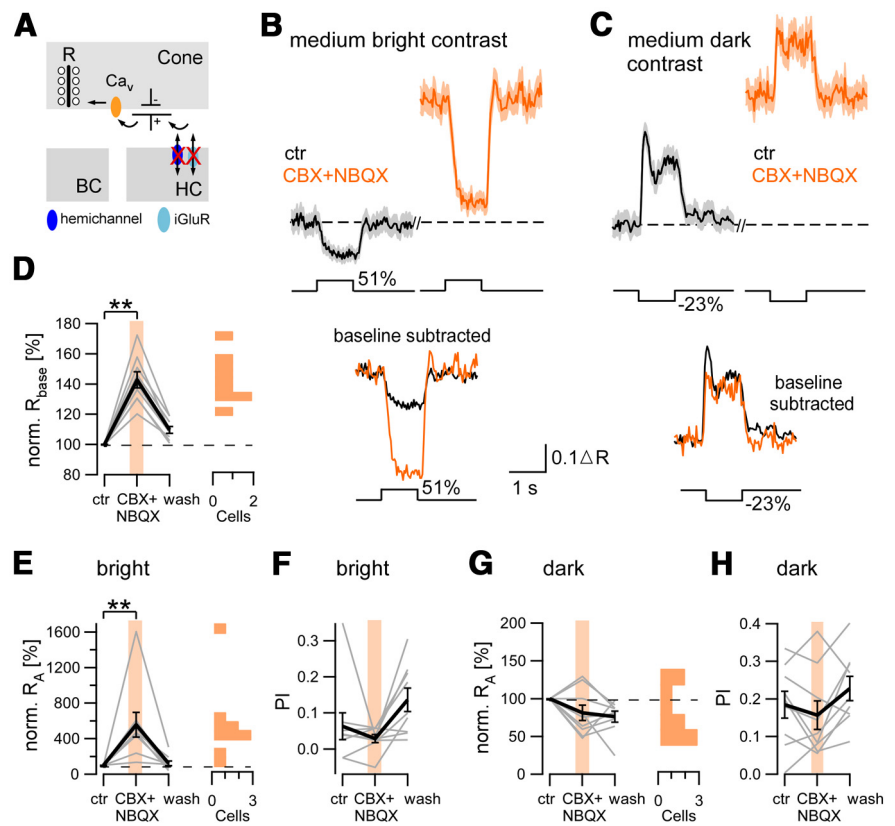 A
R
Cone
Cav
-
+
BC
HC
hemichannel
iGluR
B
medium bright contrast
ctr
CBX+NBQX
51%
baseline subtracted
51%
0.1ΔR
1 s
C
medium dark
contrast
ctr
CBX+NBQX
-23%
baseline
subtracted
-23%
D
**
norm. Rbase [%]
180
160
140
120
100
80
ctr
CBX+
NBQX
wash
0
2
Cells
E
bright
**
norm. RA [%]
1600
1200
800
400
0
ctr
CBX+
NBQX
wash
0
3
Cells
F
bright
PI
0.3
0.2
0.1
0.0
ctr
CBX+
NBQX
wash
G
dark
norm. RA [%]
200
150
100
50
0
ctr
CBX+
NBQX
wash
0
3
Cells
H
dark
PI
0.4
0.3
0.2
0.1
0.0
ctr
CBX+
NBQX
wash